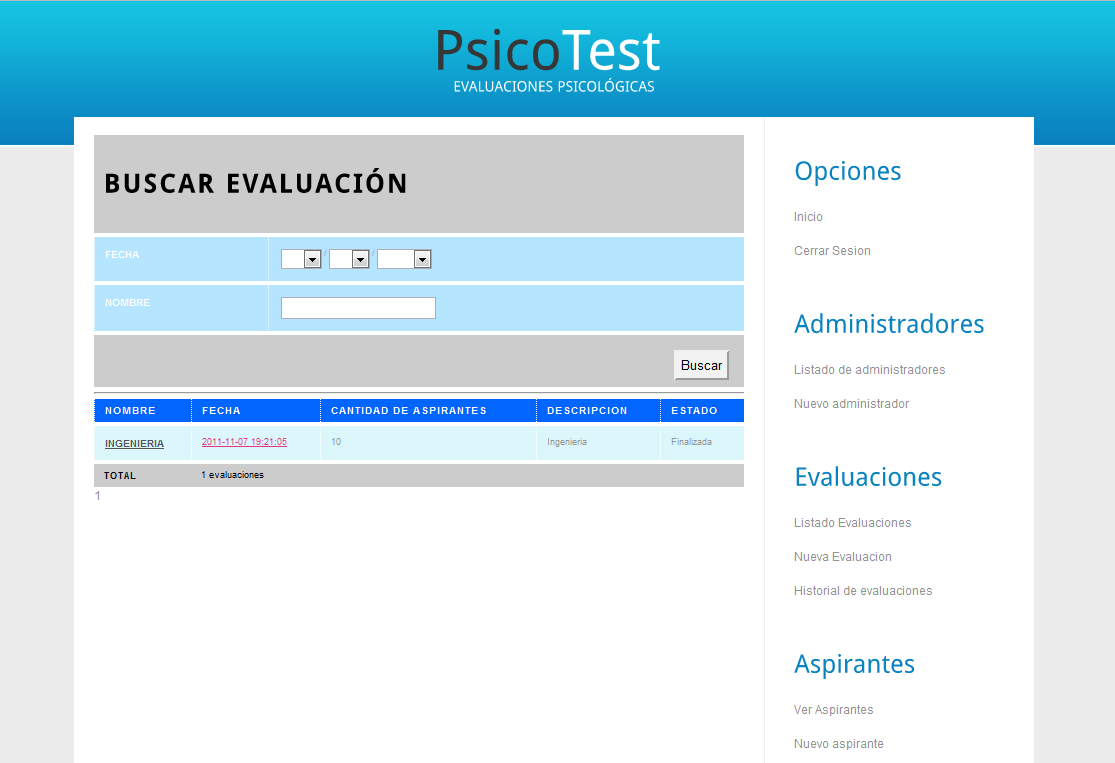 PsicoTest
EVALUACIONES PSICOLÓGICAS
BUSCAR EVALUACIÓN
FECHA / /
NOMBRE
Buscar
NOMBRE FECHA CANTIDAD DE ASPIRANTES DESCRIPCION ESTADO
INGENIERIA 2011-11-07 19:21:05 10 Ingenieria Finalizada
TOTAL 1 evaluaciones
1
Opciones
Inicio
Cerrar Sesion
Administradores
Listado de administradores
Nuevo administrador
Evaluaciones
Listado Evaluaciones
Nueva Evaluacion
Historial de evaluaciones
Aspirantes
Ver Aspirantes
Nuevo aspirante